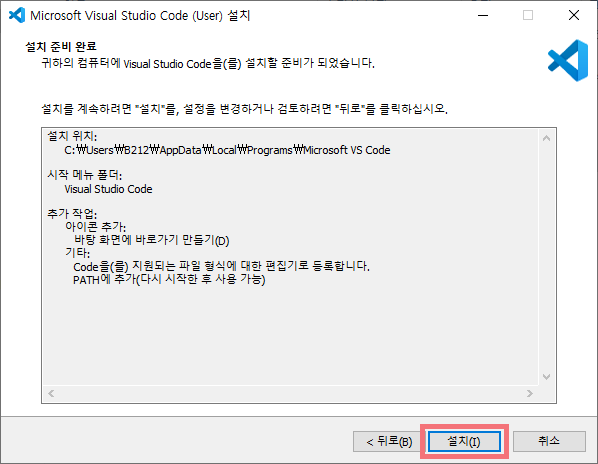 Microsoft Visual Studio Code (User) 설치
설치 준비 완료
귀하의 컴퓨터에 Visual Studio Code을(를) 설치할 준비가 되었습니다.
설치를 계속하려면 "설치"를, 설정을 변경하거나 검토하려면 "뒤로"를 클릭하십시오.
설치 위치:
C:₩Users₩B212₩AppData₩Local₩Programs₩Microsoft VS Code
시작 메뉴 폴더:
Visual Studio Code
추가 작업:
아이콘 추가:
바탕 화면에 바로가기 만들기(D)
기타:
Code을(를) 지원되는 파일 형식에 대한 편집기로 등록합니다.
PATH에 추가(다시 시작한 후 사용 가능)
< 뒤로(B) 설치(I) 취소